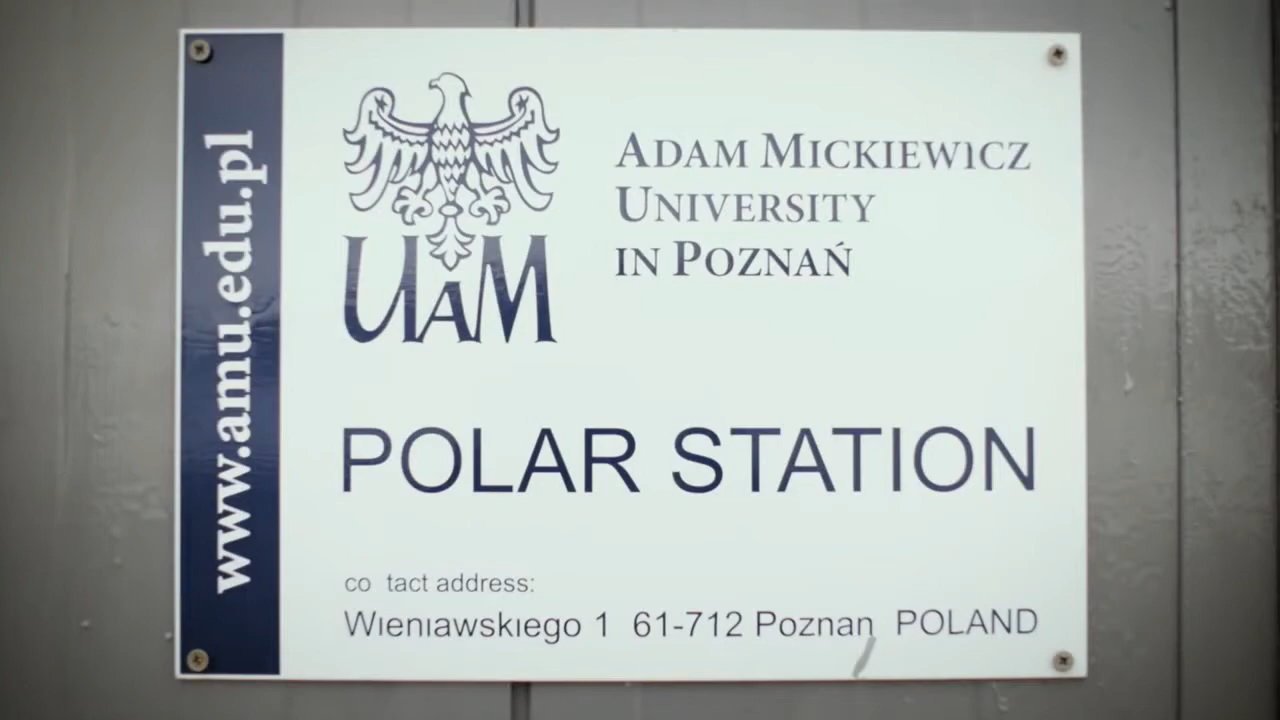 www.amu.edu.pl
UAM
ADAM MICKIEWICZ
UNIVERSITY
IN POZNAŃ
POLAR STATION
co tact address:
Wieniawskiego 1 61-712 Poznan POLAND